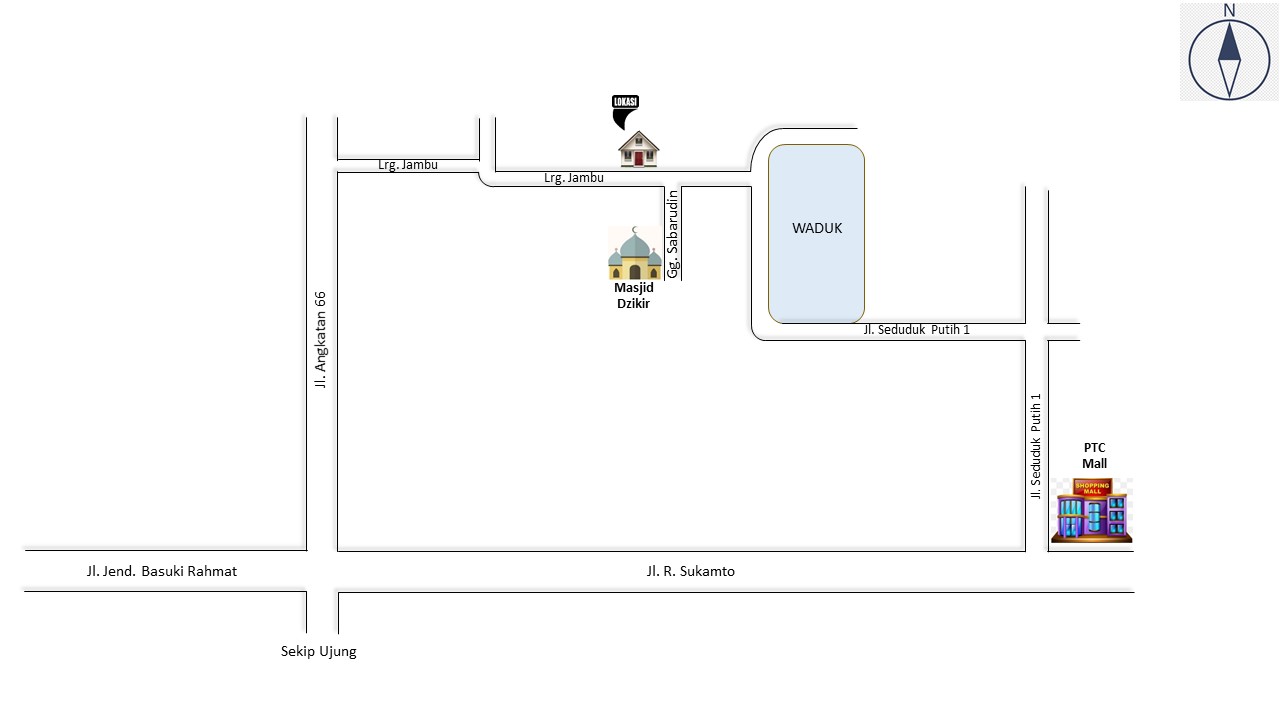 N
LOKASI
Lrg. Jambu
Lrg. Jambu
Gg. Sabarudin
WADUK
Masjid
Dzikir
Jl. Angkatan 66
Jl. Seduduk Putih 1
Jl. Seduduk Putih 1
PTC
Mall
SHOPPING
MALL
Jl. Jend. Basuki Rahmat
Jl. R. Sukamto
Sekip Ujung